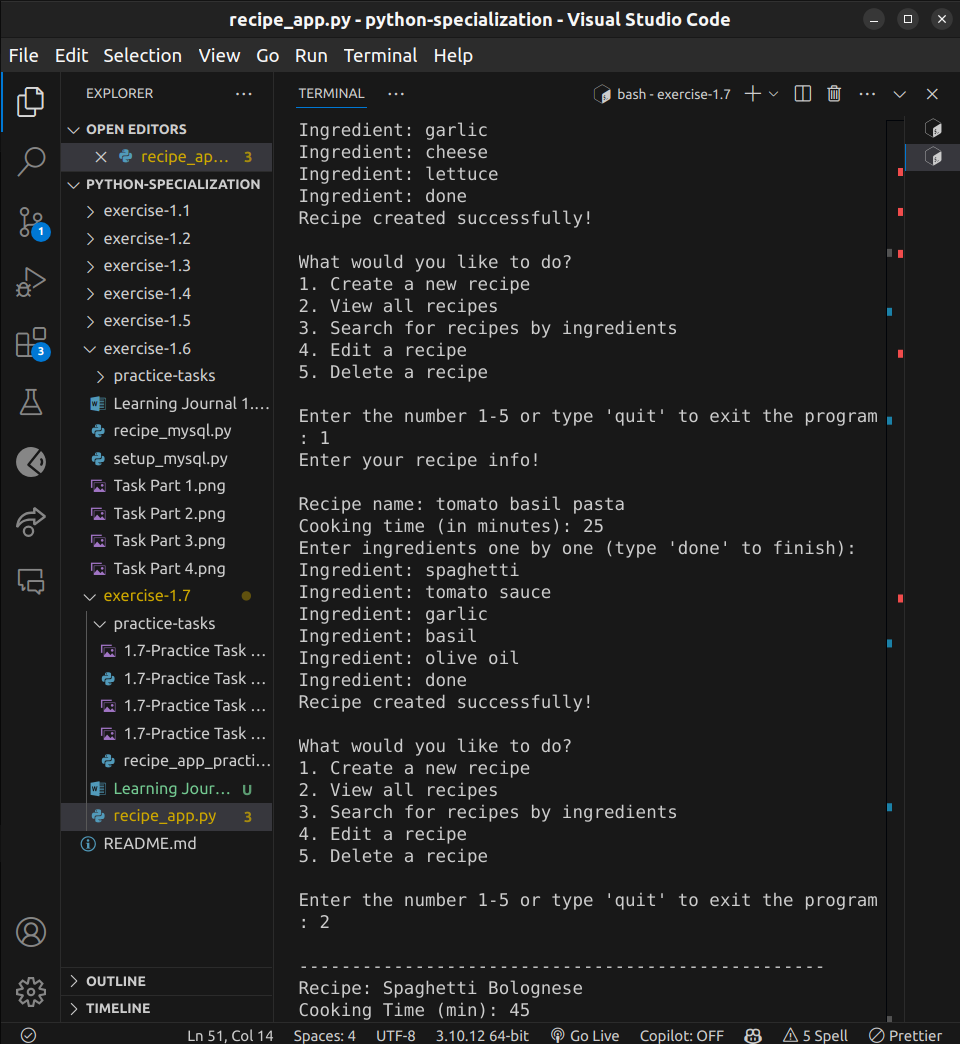 recipe_app.py - python-specialization - Visual Studio Code
File Edit Selection View Go Run Terminal Help
EXPLORER
OPEN EDITORS
recipe_ap... 3
PYTHON-SPECIALIZATION
exercise-1.1
exercise-1.2
exercise-1.3
exercise-1.4
exercise-1.5
exercise-1.6
practice-tasks
Learning Journal 1....
recipe_mysql.py
setup_mysql.py
Task Part 1.png
Task Part 2.png
Task Part 3.png
Task Part 4.png
exercise-1.7
practice-tasks
1.7-Practice Task ...
1.7-Practice Task ...
1.7-Practice Task ...
1.7-Practice Task ...
recipe_app_practi...
Learning Jour... U
recipe_app.py 3
README.md
OUTLINE
TIMELINE
1
3
TERMINAL
bash - exercise-1.7
Ingredient: garlic
Ingredient: cheese
Ingredient: lettuce
Ingredient: done
Recipe created successfully!
What would you like to do?
1. Create a new recipe
2. View all recipes
3. Search for recipes by ingredients
4. Edit a recipe
5. Delete a recipe
Enter the number 1-5 or type 'quit' to exit the program
: 1
Enter your recipe info!
Recipe name: tomato basil pasta
Cooking time (in minutes): 25
Enter ingredients one by one (type 'done' to finish):
Ingredient: spaghetti
Ingredient: tomato sauce
Ingredient: garlic
Ingredient: basil
Ingredient: olive oil
Ingredient: done
Recipe created successfully!
What would you like to do?
1. Create a new recipe
2. View all recipes
3. Search for recipes by ingredients
4. Edit a recipe
5. Delete a recipe
Enter the number 1-5 or type 'quit' to exit the program
: 2
--------------------------------------------------
Recipe: Spaghetti Bolognese
Cooking Time (min): 45
Ln 51, Col 14 Spaces: 4 UTF-8 3.10.12 64-bit Go Live Copilot: OFF 5 Spell Prettier